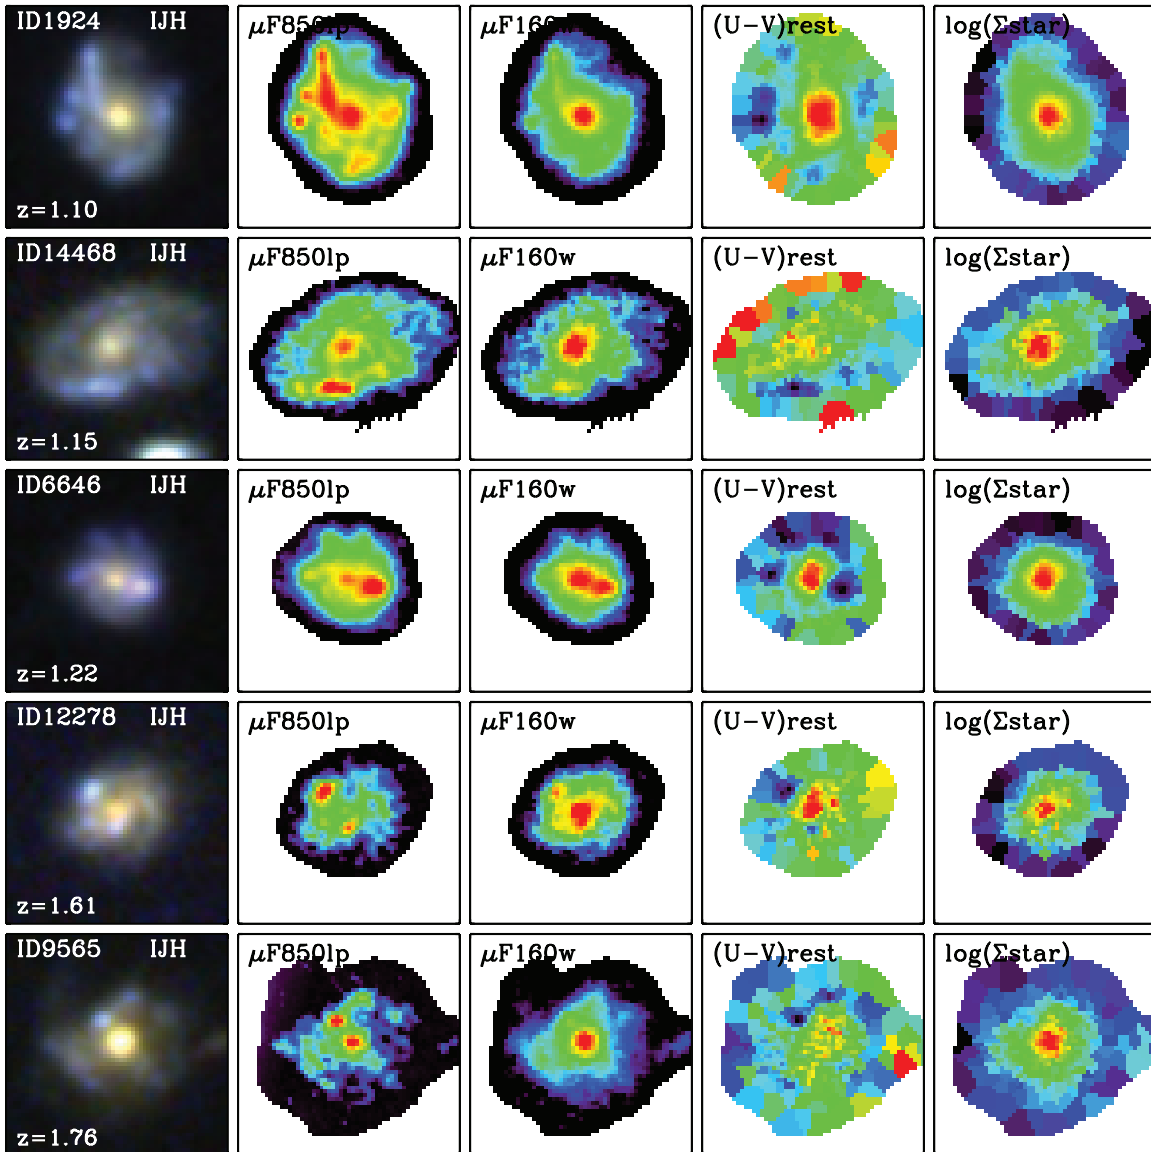 ID1924 IJH μF850lp μF160w (U−V)rest log(Σstar)
z=1.10
ID14468 IJH μF850lp μF160w (U−V)rest log(Σstar)
z=1.15
ID6646 IJH μF850lp μF160w (U−V)rest log(Σstar)
z=1.22
ID12278 IJH μF850lp μF160w (U−V)rest log(Σstar)
z=1.61
ID9565 IJH μF850lp μF160w (U−V)rest log(Σstar)
z=1.76